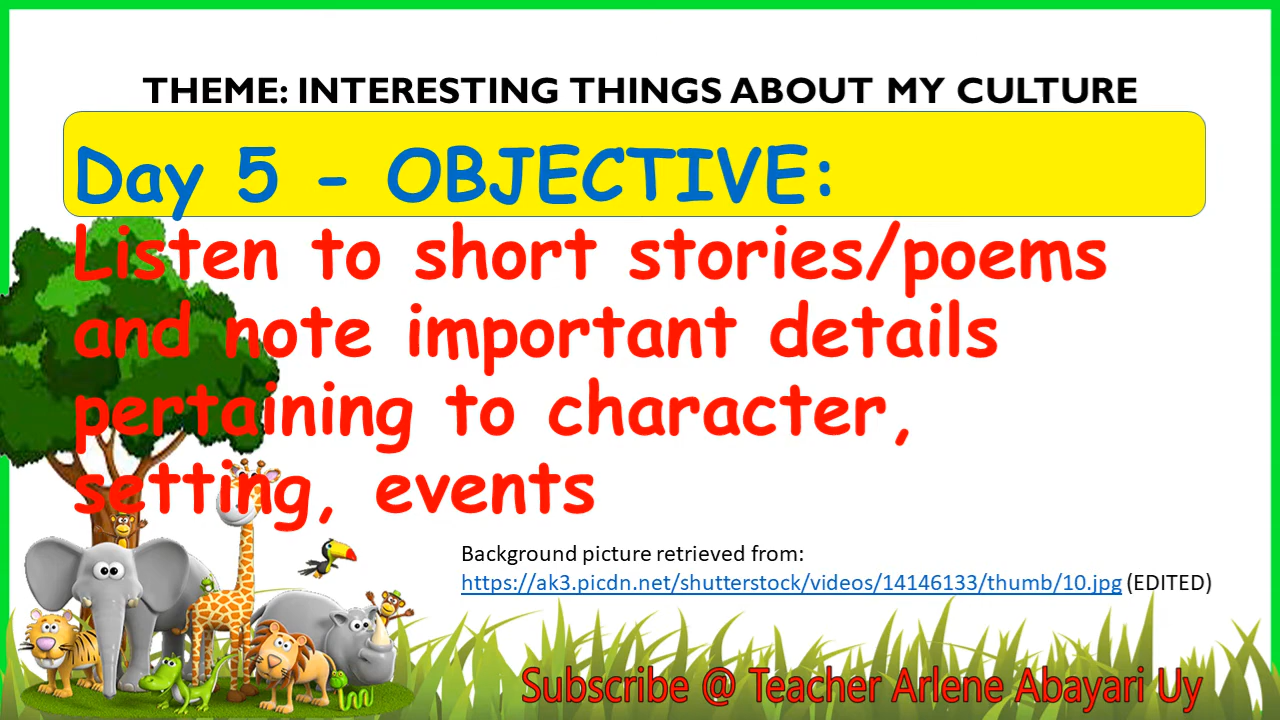 THEME: INTERESTING THINGS ABOUT MY CULTURE
Day 5 - OBJECTIVE:
Listen to short stories/poems
and note important details
pertaining to character,
setting, events
Background picture retrieved from:
https://ak3.picdn.net/shutterstock/videos/14146133/thumb/10.jpg (EDITED)
Subscribe @ Teacher Arlene Abayari Uy